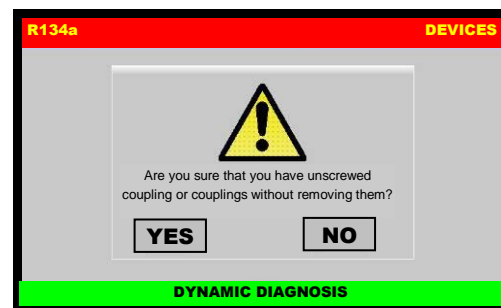 R134a DEVICES
Are you sure that you have unscrewed
coupling or couplings without removing them?
YES NO
DYNAMIC DIAGNOSIS